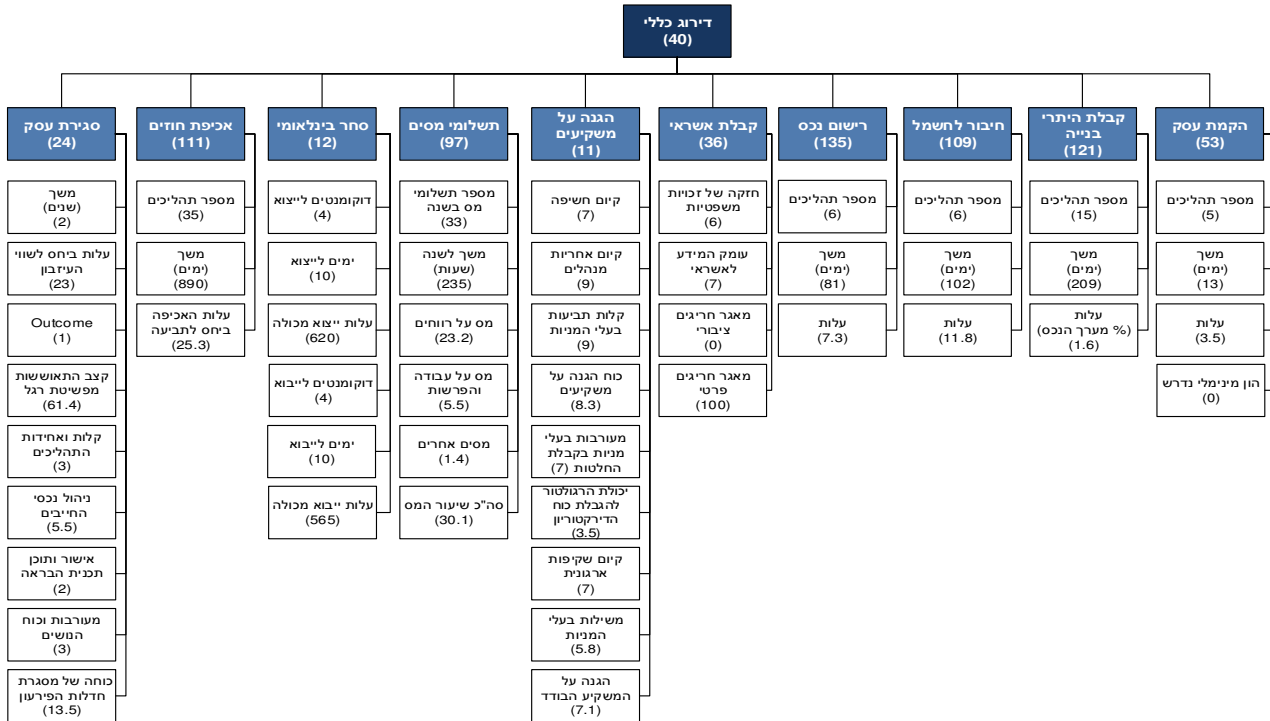 דירוג כללי
(40)
הקמת עסק
(53)
מספר תהליכים
(5)
משך
(ימים)
(13)
עלות
(3.5)
הון מינימלי נדרש
(0)
קבלת היתרי
בנייה
(121)
מספר תהליכים
(15)
משך
(ימים)
(209)
עלות
(% מערך הנכס)
(1.6)
חיבור לחשמל
(109)
מספר תהליכים
(6)
משך
(ימים)
(102)
עלות
(11.8)
רישום נכס
(135)
מספר תהליכים
(6)
משך
(ימים)
(81)
עלות
(7.3)
קבלת אשראי
(36)
חזקה של זכויות
משפטיות
(6)
עומק המידע
לאשראי
(7)
מאגר חריגים
ציבורי
(0)
מאגר חריגים
פרטי
(100)
הגנה על
משקיעים
(11)
קיום חשיפה
(7)
קיום אחריות
מנהלים
(9)
קלות תביעות
בעלי המניות
(9)
כוח הגנה על
משקיעים
(8.3)
מעורבות בעלי
מניות בקבלת
החלטות (7)
יכולת הרגולטור
להגבלת כוח
הדירקטוריון
(3.5)
קיום שקיפות
ארגונית
(7)
משילות בעלי
המניות
(5.8)
הגנה על
המשקיע הבודד
(7.1)
תשלומי מסים
(97)
מספר תשלומי
מס בשנה
(33)
משך לשנה
(שעות)
(235)
מס על רווחים
(23.2)
מס על עבודה
והפרשות
(5.5)
מסים אחרים
(1.4)
סה"כ שיעור המס
(30.1)
סחר בינלאומי
(12)
דוקומנטים לייצוא
(4)
ימים לייצוא
(10)
עלות ייצוא מכולה
(620)
דוקומנטים לייבוא
(4)
ימים לייבוא
(10)
עלות ייבוא מכולה
(565)
אכיפת חוזים
(111)
מספר תהליכים
(35)
משך
(ימים)
(890)
עלות האכיפה
ביחס לתביעה
(25.3)
סגירת עסק
(24)
משך
(שנים)
(2)
עלות ביחס לשווי
העיזבון
(23)
Outcome
(1)
קצב התאוששות
מפשיטת רגל
(61.4)
קלות ואחידות
התהליכים
(3)
ניהול נכסי
החייבים
(5.5)
אישור ותוכן
תכנית הבראה
(2)
מעורבות וכוח
הנושים
(3)
כוחה של מסגרת
חדלות הפירעון
(13.5)